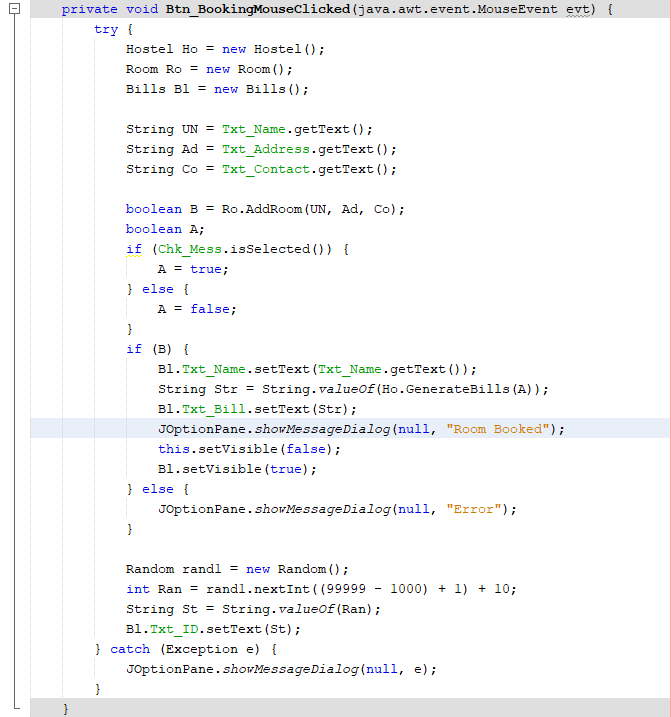 private void Btn_BookingMouseClicked(java.awt.event.MouseEvent evt) {
try {
Hostel Ho = new Hostel();
Room Ro = new Room();
Bills Bl = new Bills();
String UN = Txt_Name.getText();
String Ad = Txt_Address.getText();
String Co = Txt_Contact.getText();
boolean B = Ro.AddRoom(UN, Ad, Co);
boolean A;
if (Chk_Mess.isSelected()) {
A = true;
} else {
A = false;
}
if (B) {
Bl.Txt_Name.setText(Txt_Name.getText());
String Str = String.valueOf(Ho.GenerateBills(A));
Bl.Txt_Bill.setText(Str);
JOptionPane.showMessageDialog(null, "Room Booked");
this.setVisible(false);
Bl.setVisible(true);
} else {
JOptionPane.showMessageDialog(null, "Error");
}
Random rand1 = new Random();
int Ran = rand1.nextInt((99999 - 1000) + 1) + 10;
String St = String.valueOf(Ran);
Bl.Txt_ID.setText(St);
} catch (Exception e) {
JOptionPane.showMessageDialog(null, e);
}
}